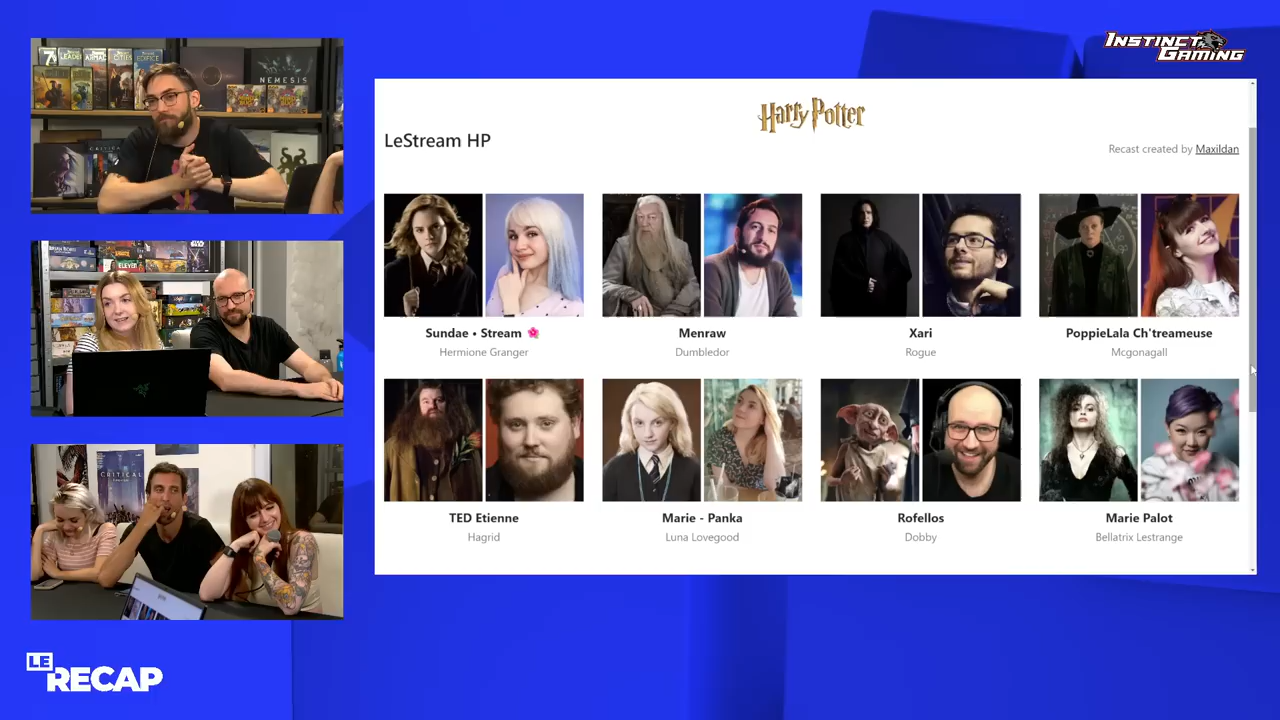 INSTINCT
GAMING
Harry Potter
LeStream HP
Recast created by Maxildan
Sundae • Stream 🌺
Hermione Granger
Menraw
Dumbledor
Xari
Rogue
PoppieLala Ch'treameuse
Mcgonagall
TED Etienne
Hagrid
Marie - Panka
Luna Lovegood
Rofellos
Dobby
Marie Palot
Bellatrix Lestrange
NEMESIS
CRITICAL
LE
RECAP